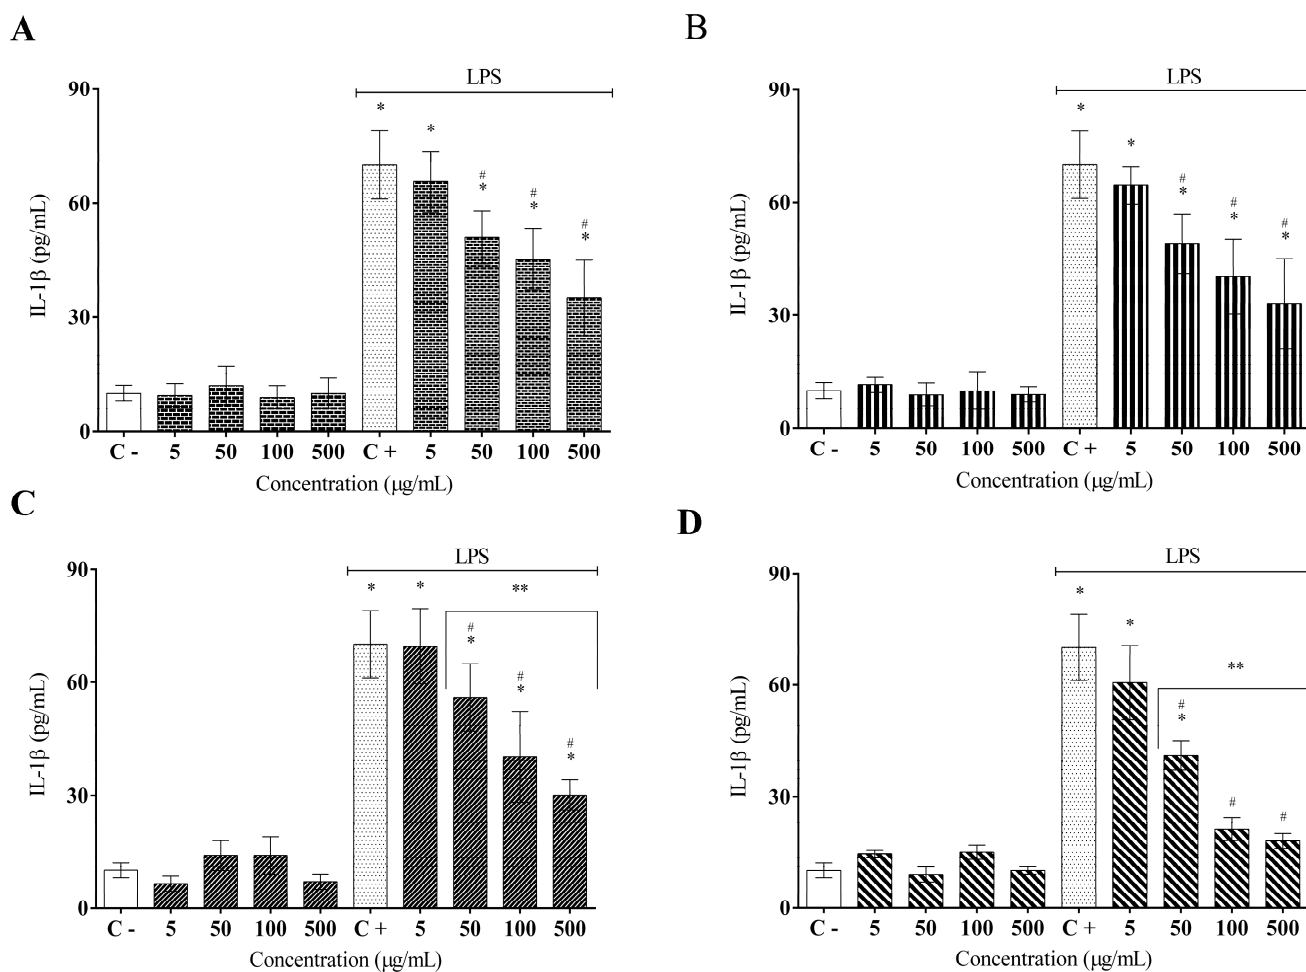 A
LPS
90
* *
# # #
* * *
60
IL-1β (pg/mL)
30
0
C - 5 50 100 500 C + 5 50 100 500
Concentration (μg/mL)
B
LPS
90
* *
# # #
* * *
60
IL-1β (pg/mL)
30
0
C - 5 50 100 500 C + 5 50 100 500
Concentration (μg/mL)
C
LPS
90
* * **
# # #
* * *
60
IL-1β (pg/mL)
30
0
C - 5 50 100 500 C + 5 50 100 500
Concentration (μg/mL)
D
LPS
90
* * **
# # #
*
60
IL-1β (pg/mL)
30
0
C - 5 50 100 500 C + 5 50 100 500
Concentration (μg/mL)